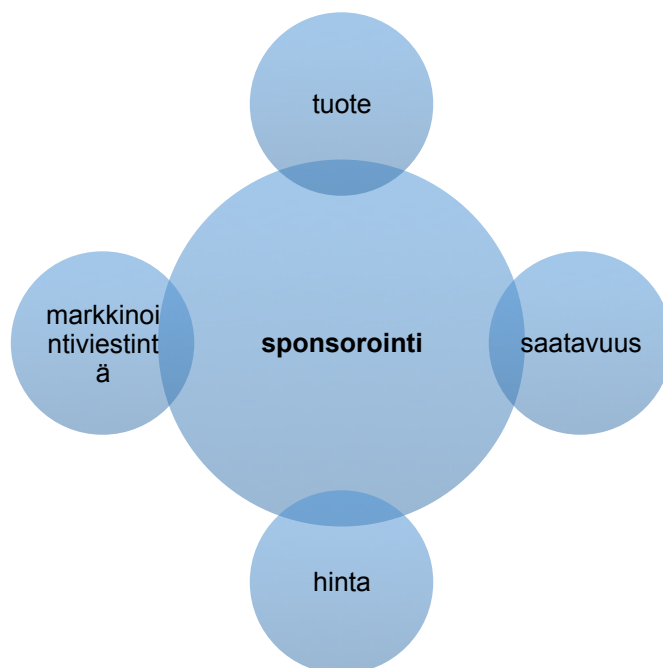 tuote
markkinoi
ntiviestint
ä
sponsorointi
saatavuus
hinta